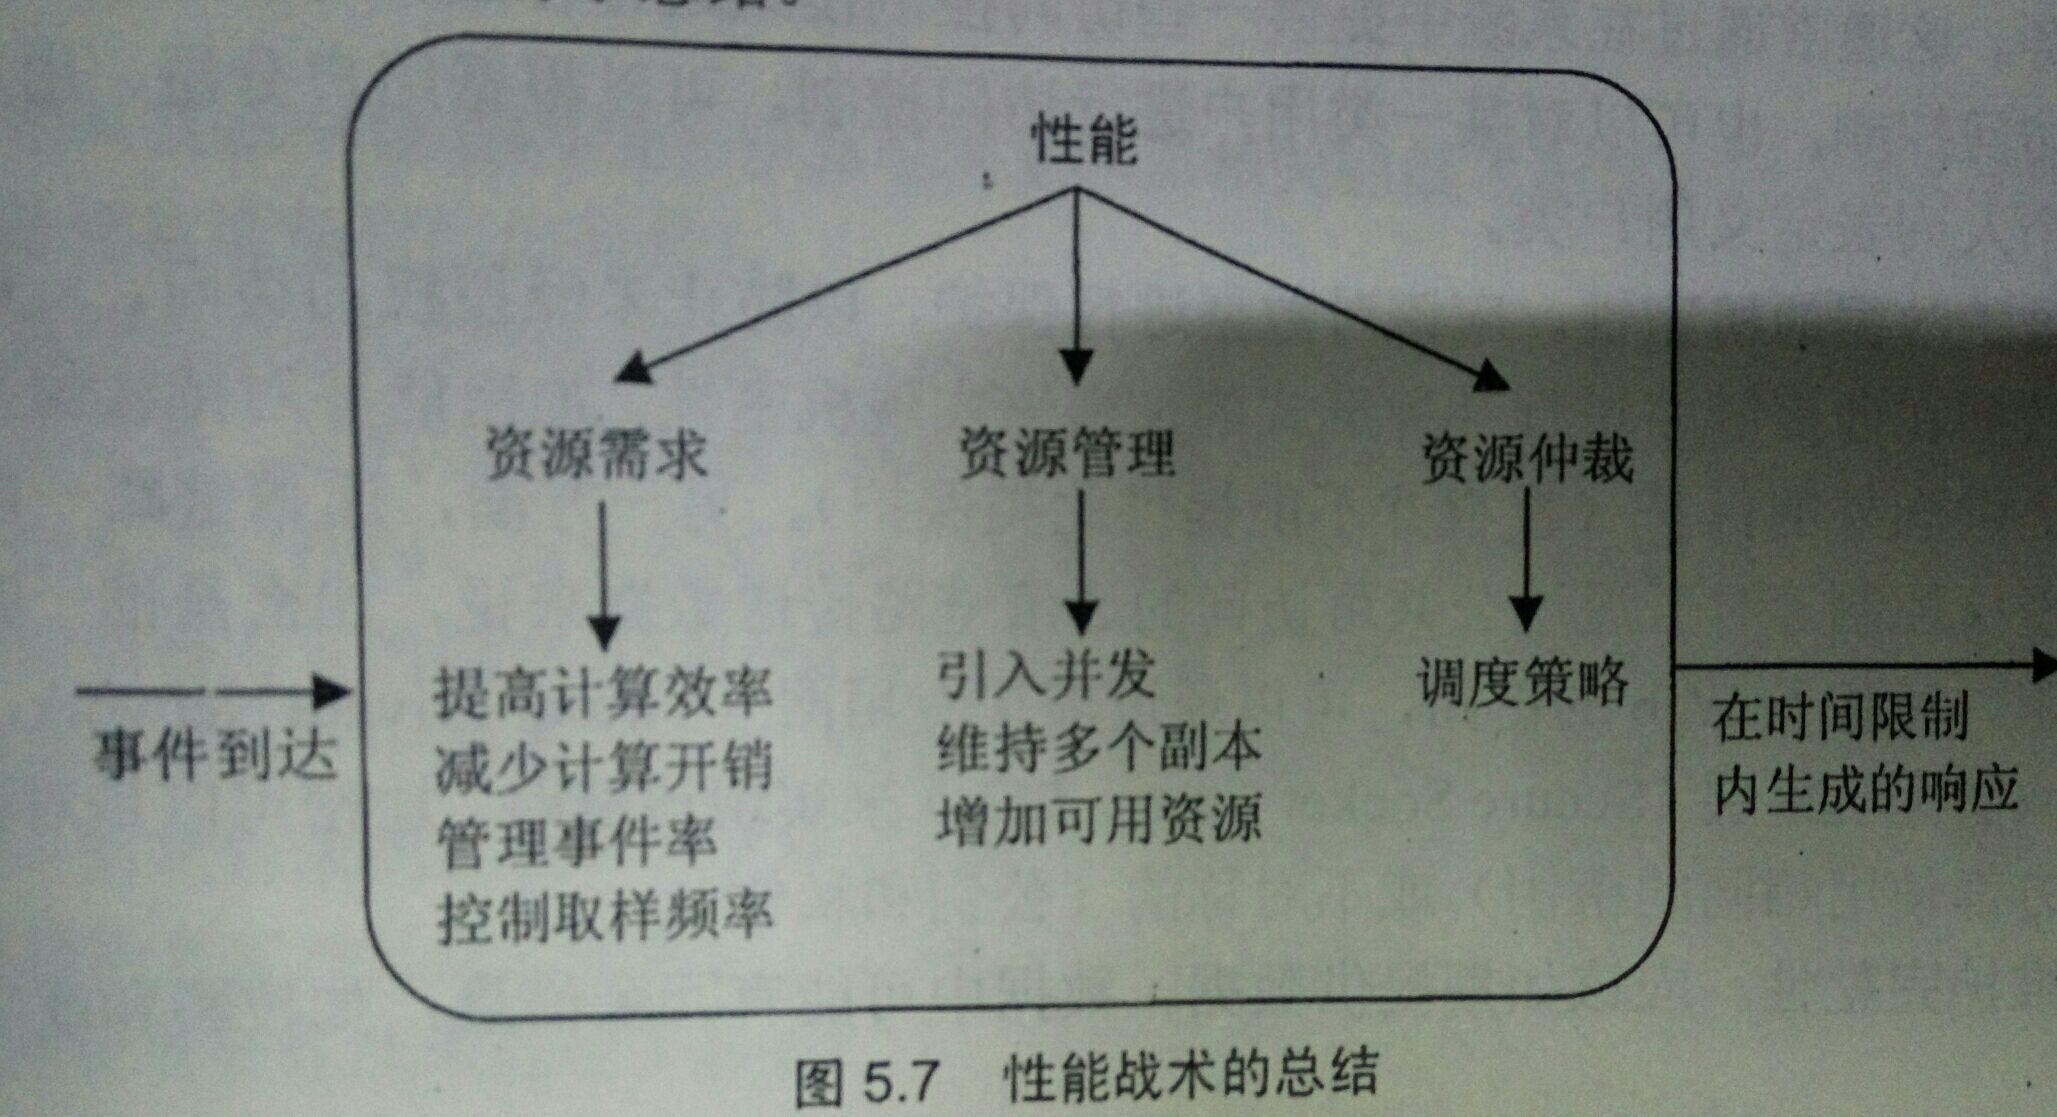 性能
资源需求
资源管理
资源仲裁
事件到达
提高计算效率
减少计算开销
管理事件率
控制取样频率
引入并发
维持多个副本
增加可用资源
调度策略
在时间限制
内生成的响应
图 5.7 性能战术的总结